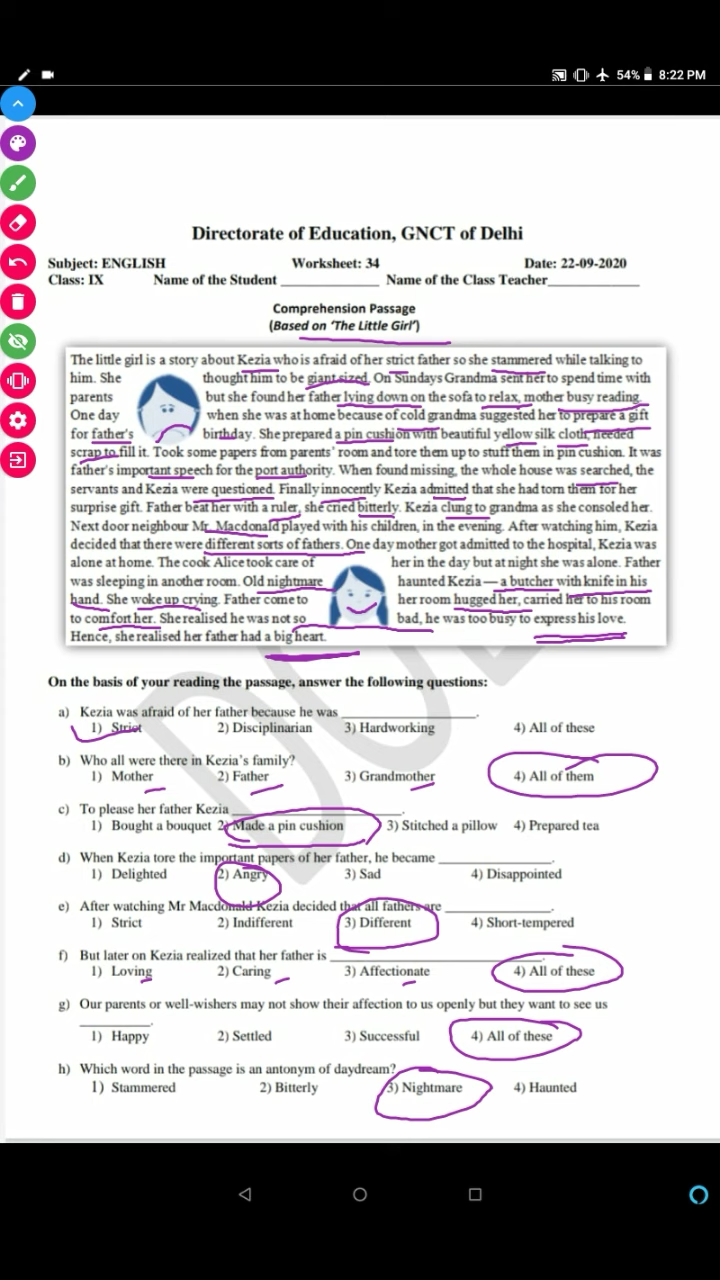 54% 8:22 PM
Directorate of Education, GNCT of Delhi
Subject: ENGLISH Worksheet: 34 Date: 22-09-2020
Class: IX Name of the Student ______________ Name of the Class Teacher_____________
Comprehension Passage
(Based on 'The Little Girl')
The little girl is a story about Kezia who is afraid of her strict father so she stammered while talking to
him. She thought him to be giant sized. On Sundays Grandma sent her to spend time with
parents but she found her father lying down on the sofa to relax, mother busy reading.
One day when she was at home because of cold grandma suggested her to prepare a gift
for father's birthday. She prepared a pin cushion with beautiful yellow silk cloth, needed
scrap to fill it. Took some papers from parents' room and tore them up to stuff them in pin cushion. It was
father's important speech for the port authority. When found missing, the whole house was searched, the
servants and Kezia were questioned. Finally innocently Kezia admitted that she had torn them for her
surprise gift. Father beat her with a ruler, she cried bitterly. Kezia clung to grandma as she consoled her.
Next door neighbour Mr. Macdonald played with his children, in the evening. After watching him, Kezia
decided that there were different sorts of fathers. One day mother got admitted to the hospital, Kezia was
alone at home. The cook Alice took care of her in the day but at night she was alone. Father
was sleeping in another room. Old nightmare haunted Kezia — a butcher with knife in his
hand. She woke up crying. Father come to her room hugged her, carried her to his room
to comfort her. She realised he was not so bad, he was too busy to express his love.
Hence, she realised her father had a big heart.
On the basis of your reading the passage, answer the following questions:
a) Kezia was afraid of her father because he was ____________________.
1) Strict 2) Disciplinarian 3) Hardworking 4) All of these
b) Who all were there in Kezia's family?
1) Mother 2) Father 3) Grandmother 4) All of them
c) To please her father Kezia _________________________.
1) Bought a bouquet 2) Made a pin cushion 3) Stitched a pillow 4) Prepared tea
d) When Kezia tore the important papers of her father, he became ________________.
1) Delighted 2) Angry 3) Sad 4) Disappointed
e) After watching Mr Macdonald Kezia decided that all fathers are _______________.
1) Strict 2) Indifferent 3) Different 4) Short-tempered
f) But later on Kezia realized that her father is _______________________________.
1) Loving 2) Caring 3) Affectionate 4) All of these
g) Our parents or well-wishers may not show their affection to us openly but they want to see us
__________.
1) Happy 2) Settled 3) Successful 4) All of these
h) Which word in the passage is an antonym of daydream?
1) Stammered 2) Bitterly 3) Nightmare 4) Haunted